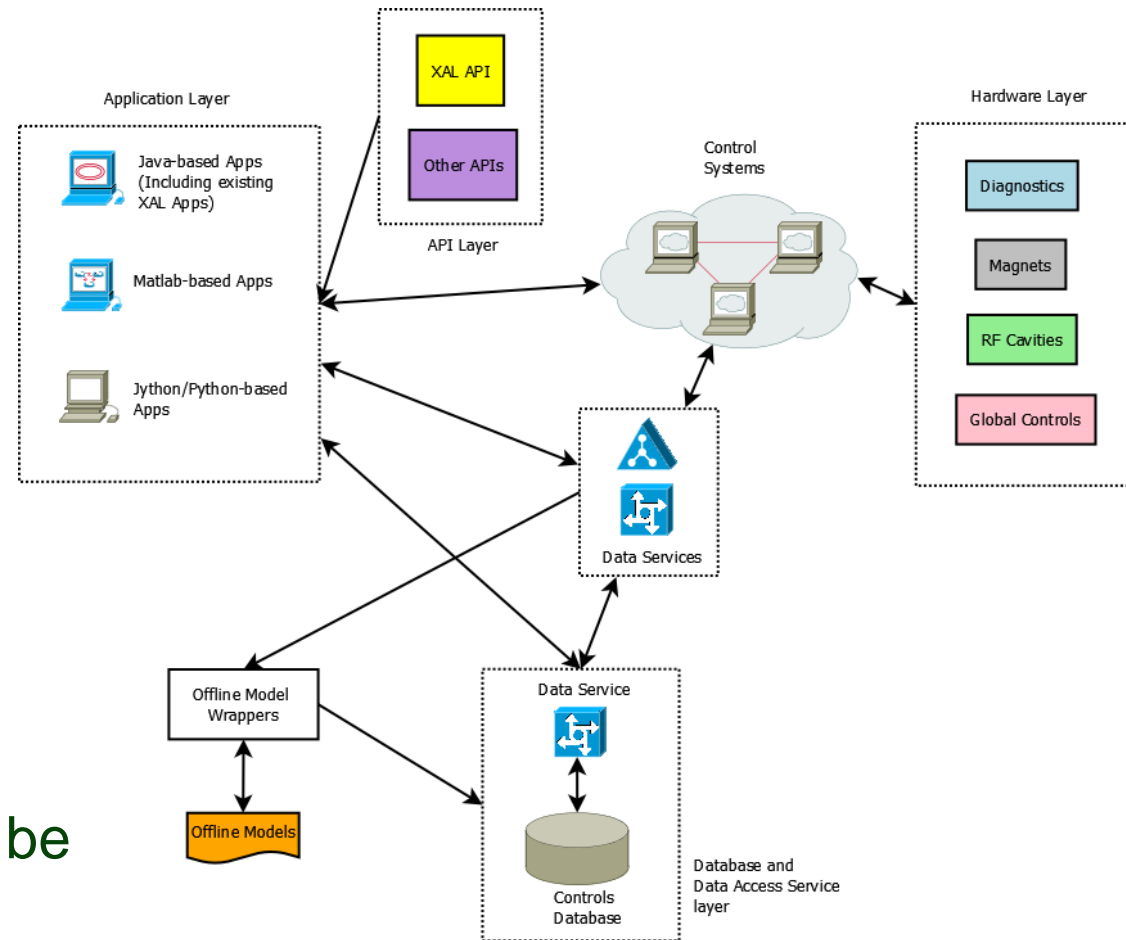 XAL API
Other APIs
API Layer
Application Layer
Java-based Apps
(Including existing
XAL Apps)
Matlab-based Apps
Jython/Python-based
Apps
Control
Systems
Hardware Layer
Diagnostics
Magnets
RF Cavities
Global Controls
Data Services
Offline Model
Wrappers
Offline Models
Data Service
Controls
Database
Database and
Data Access Service
layer
be